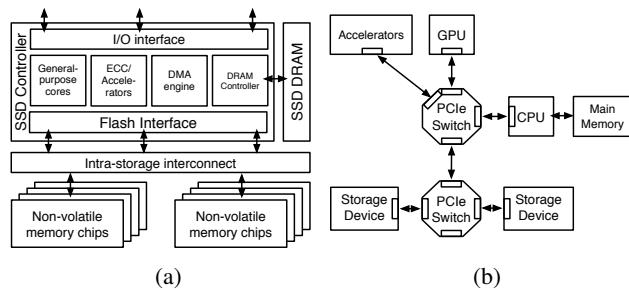 SSD Controller
I/O interface
General-
purpose
cores
ECC/
Accele-
rators
DMA
engine
DRAM
Controller
SSD DRAM
Flash Interface
Intra-storage interconnect
Non-volatile
memory chips
Non-volatile
memory chips
(a)
Accelerators
GPU
PCIe
Switch
CPU
Main
Memory
Storage
Device
PCIe
Switch
Storage
Device
(b)